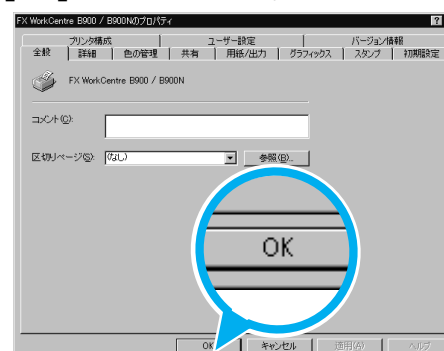 FX WorkCentre B900 / B900Nのプロパティ
プリンタ構成 ユーザー設定 バージョン情報
全般 詳細 色の管理 共有 用紙/出力 グラフィックス スタンプ 初期設定
FX WorkCentre B900 / B900N
コメント(C):
区切りページ(S): (なし) 参照(B)...
OK
OK キャンセル 適用(A) ヘルプ